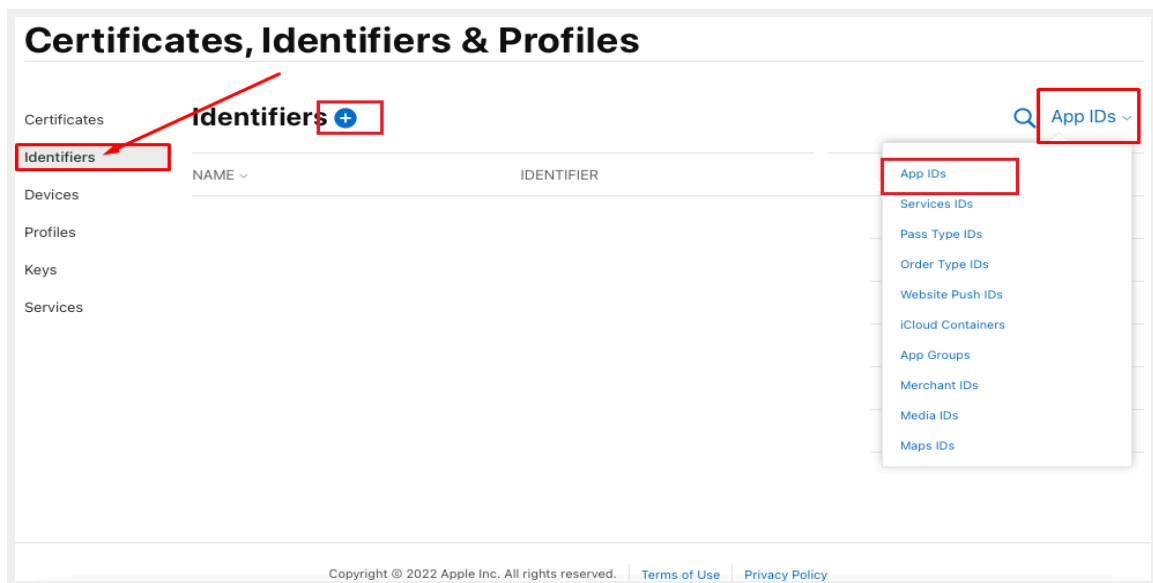 Certificates, Identifiers & Profiles
Certificates
Identifiers
Devices
Profiles
Keys
Services
Identifiers
App IDs
NAME
IDENTIFIER
App IDs
Services IDs
Pass Type IDs
Order Type IDs
Website Push IDs
iCloud Containers
App Groups
Merchant IDs
Media IDs
Maps IDs
Copyright © 2022 Apple Inc. All rights reserved. Terms of Use Privacy Policy